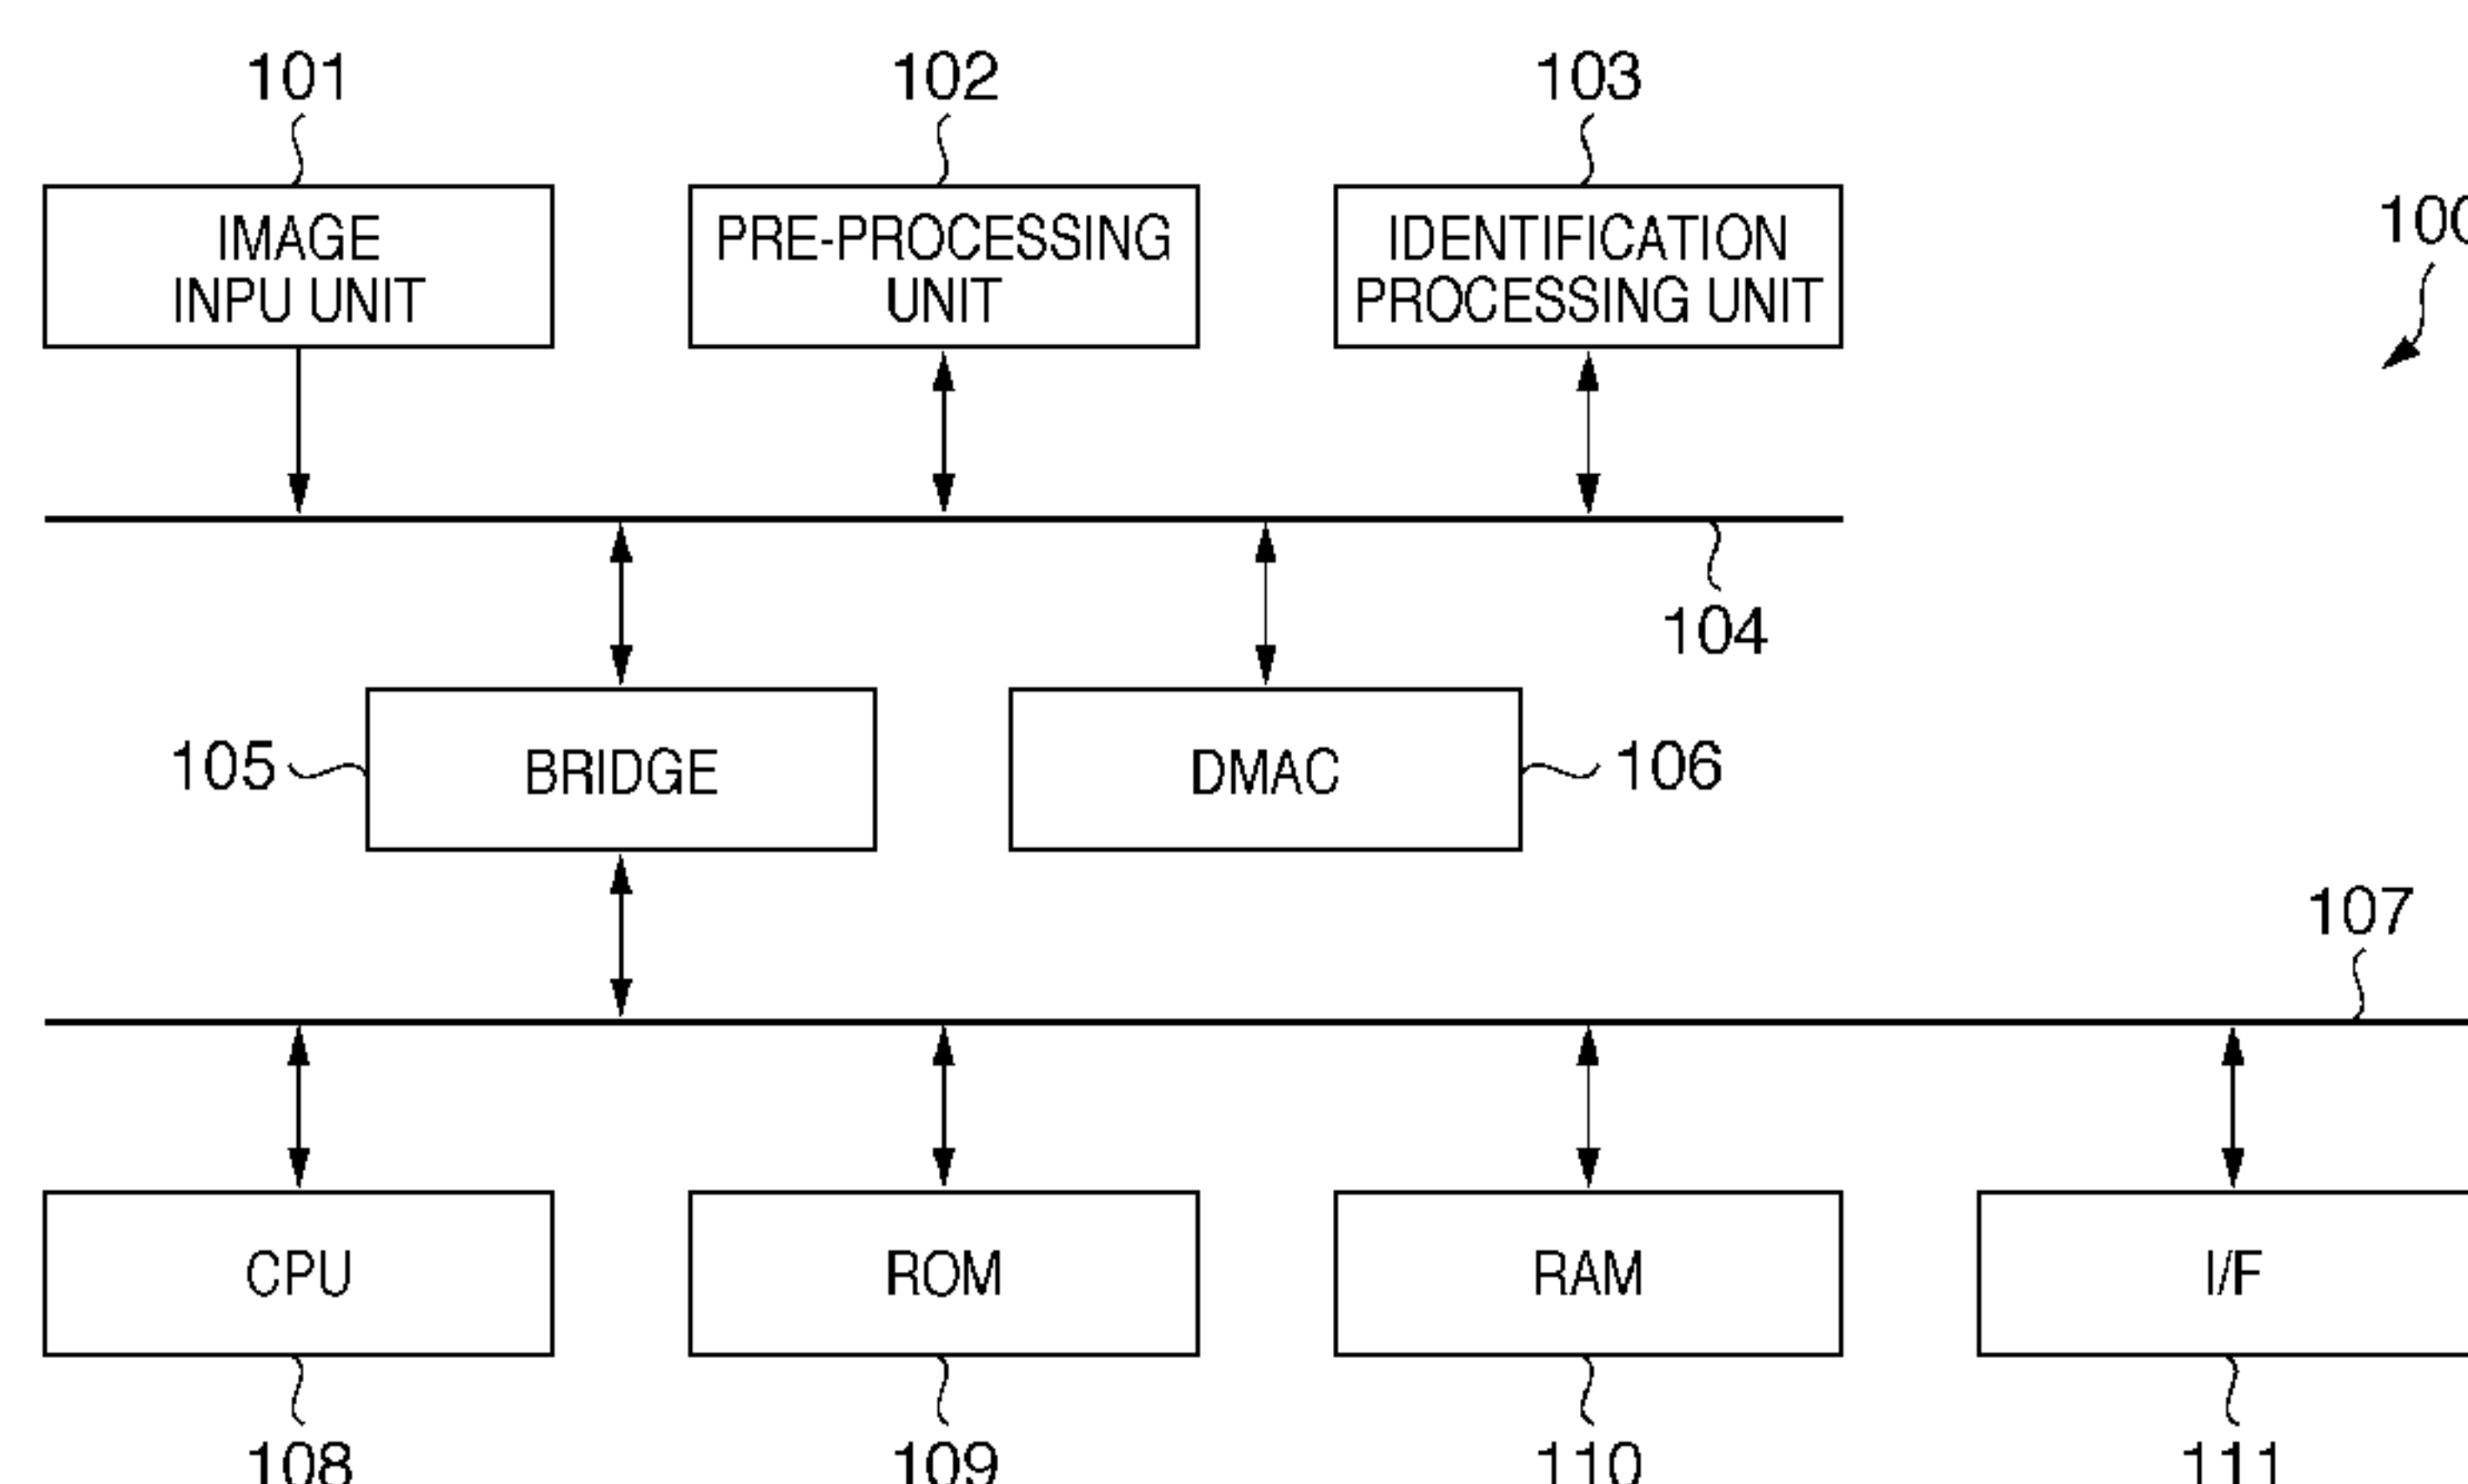 101
102
103
IMAGE
INPU UNIT
PRE-PROCESSING
UNIT
IDENTIFICATION
PROCESSING UNIT
100
104
105
BRIDGE
DMAC
106
107
CPU
ROM
RAM
I/F
108
109
110
111